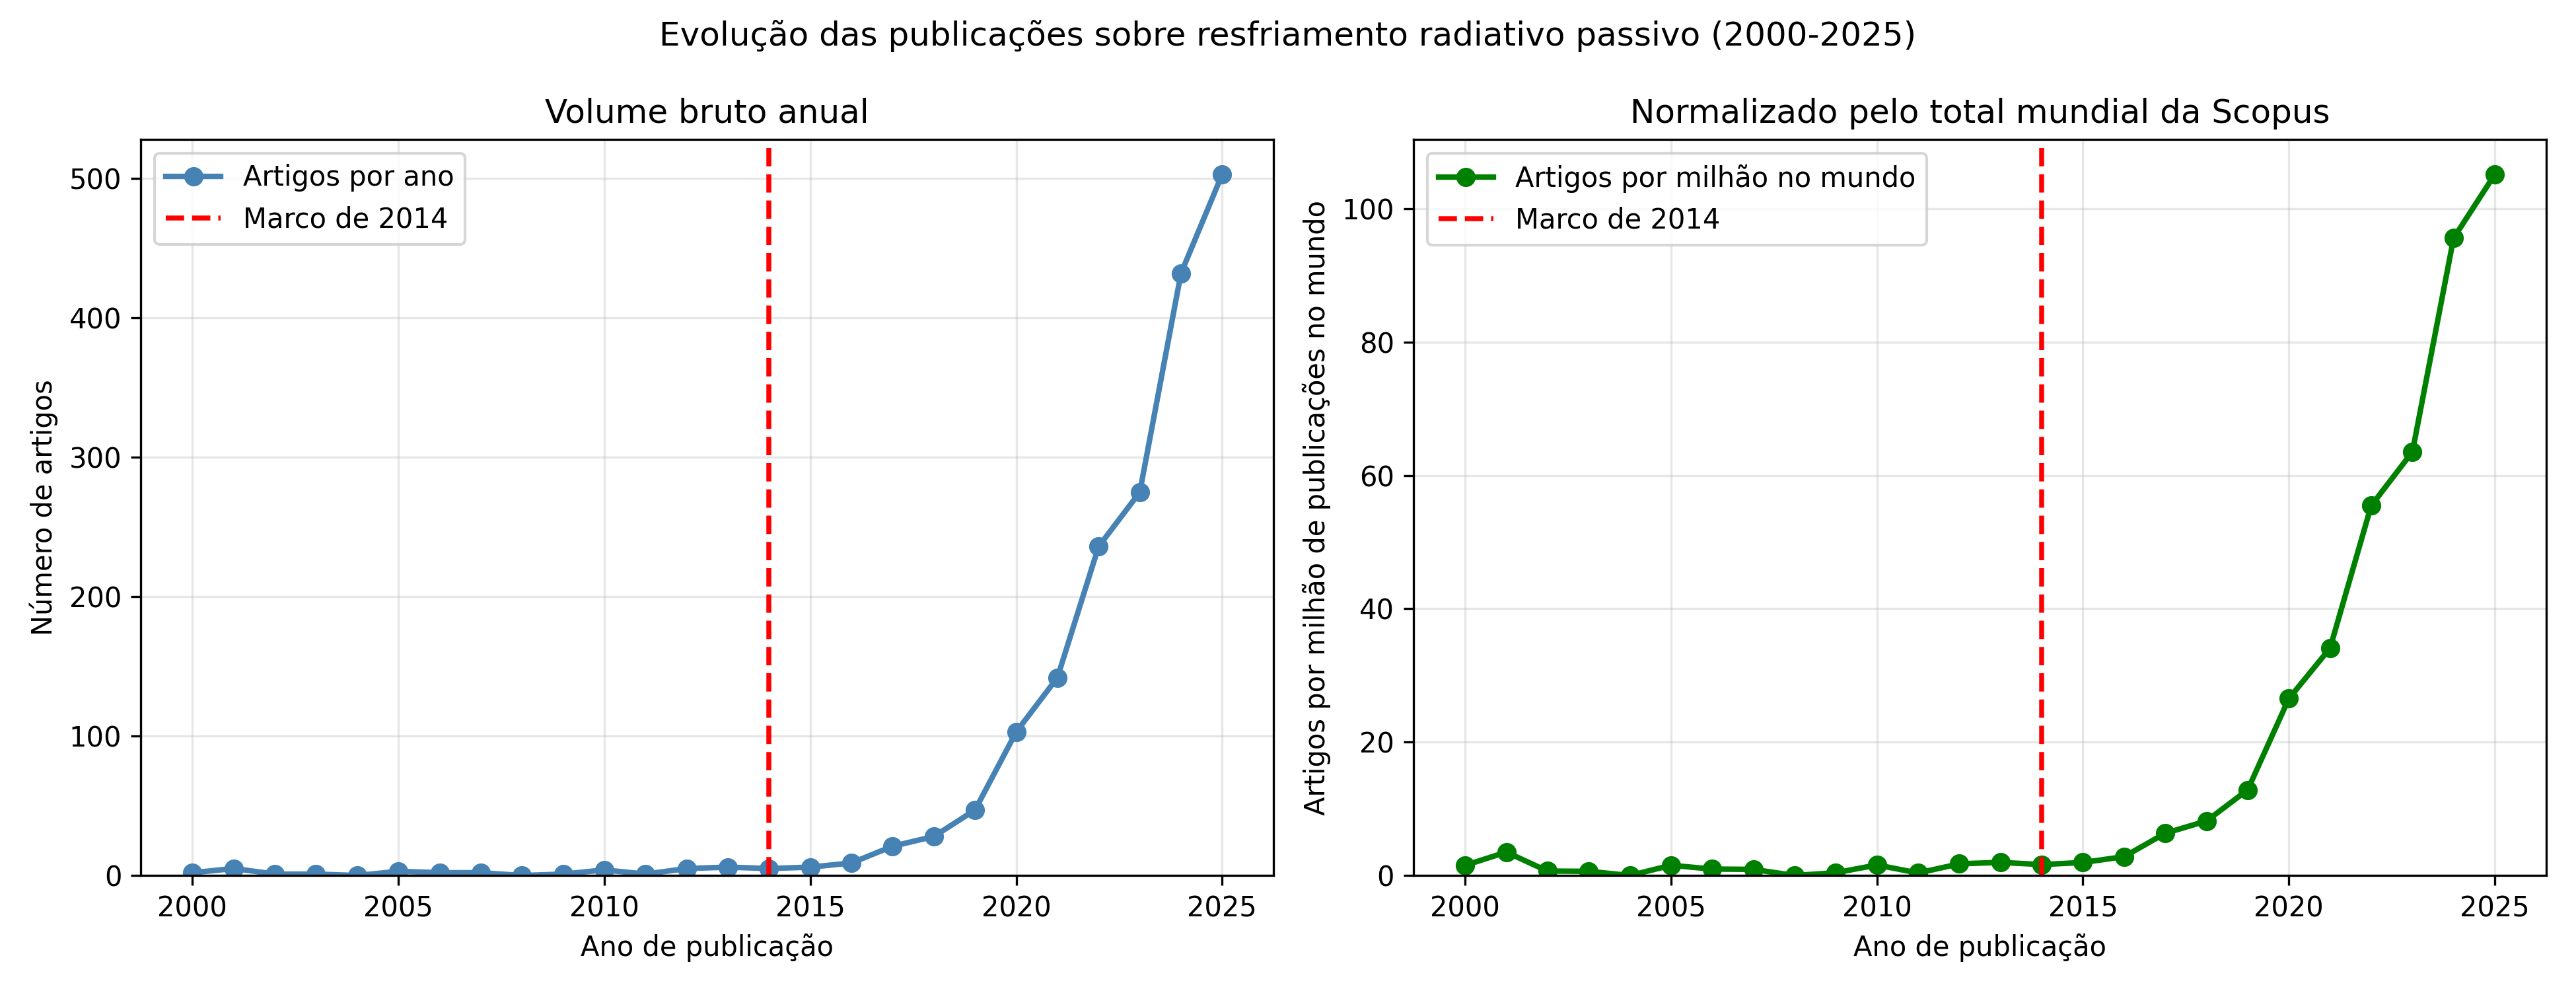 Evolução das publicações sobre resfriamento radiativo passivo (2000-2025)
Volume bruto anual
Número de artigos
500
400
300
200
100
0
Artigos por ano
Marco de 2014
2000 2005 2010 2015 2020 2025
Ano de publicação
Normalizado pelo total mundial da Scopus
Artigos por milhão de publicações no mundo
100
80
60
40
20
0
Artigos por milhão no mundo
Marco de 2014
2000 2005 2010 2015 2020 2025
Ano de publicação